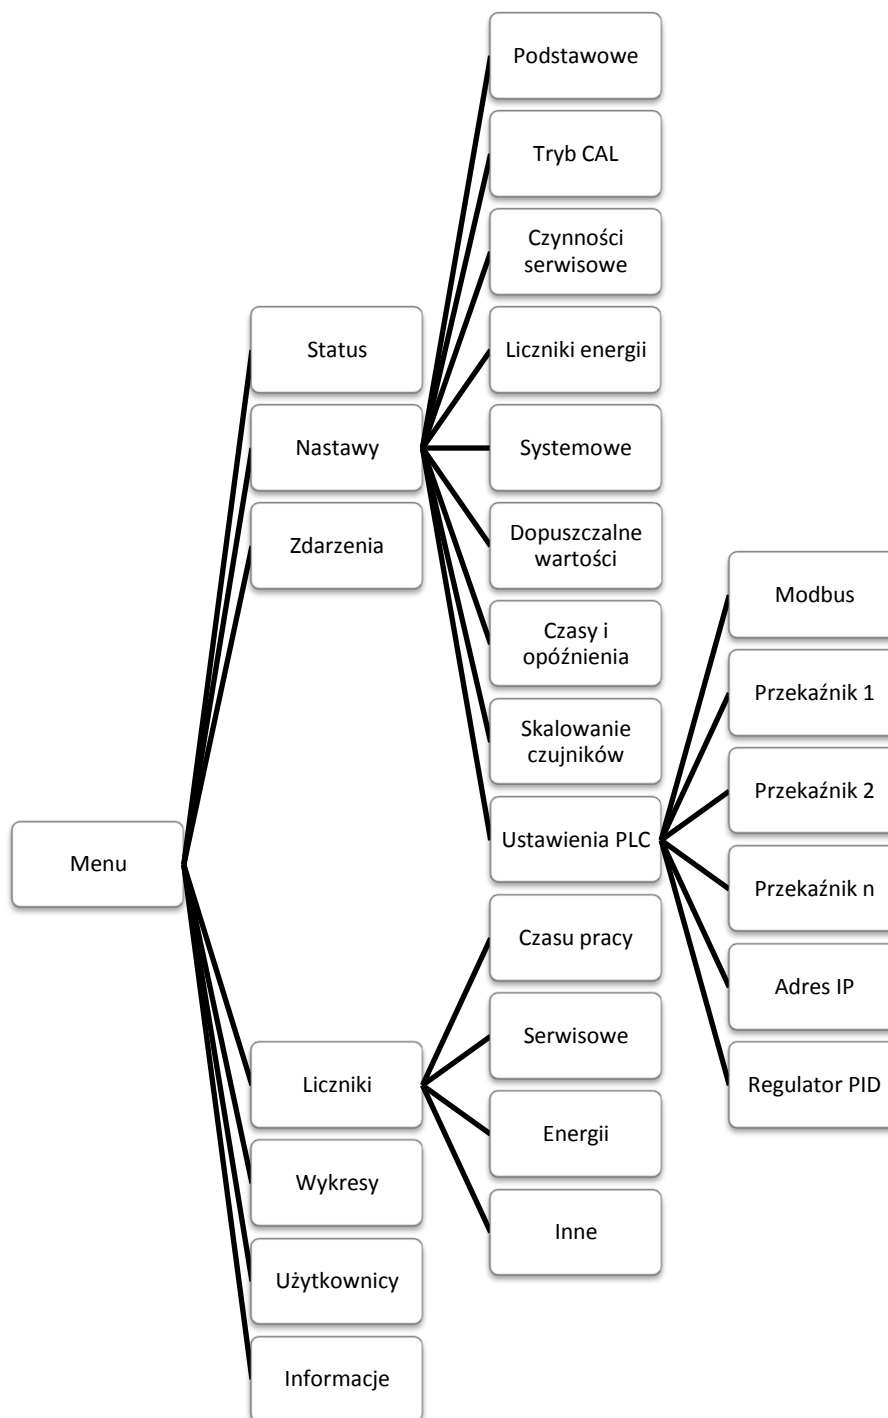 Menu
Status
Nastawy
Zdarzenia
Liczniki
Wykresy
Użytkownicy
Informacje
Podstawowe
Tryb CAL
Czynności
serwisowe
Liczniki energii
Systemowe
Dopuszczalne
wartości
Czasy i
opóźnienia
Skalowanie
czujników
Ustawienia PLC
Czasu pracy
Serwisowe
Energii
Inne
Modbus
Przekaźnik 1
Przekaźnik 2
Przekaźnik n
Adres IP
Regulator PID